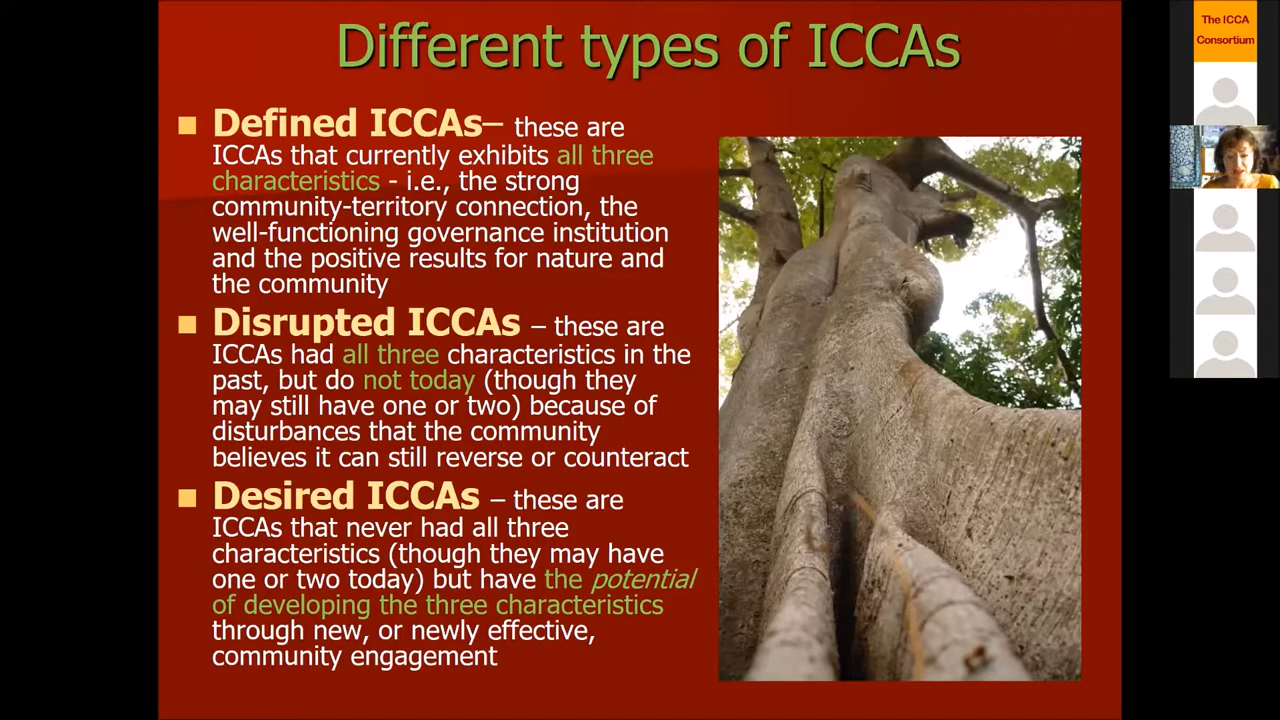 Different types of ICCAs
Defined ICCAs– these are
ICCAs that currently exhibits all three
characteristics - i.e., the strong
community-territory connection, the
well-functioning governance institution
and the positive results for nature and
the community
Disrupted ICCAs – these are
ICCAs had all three characteristics in the
past, but do not today (though they
may still have one or two) because of
disturbances that the community
believes it can still reverse or counteract
Desired ICCAs – these are
ICCAs that never had all three
characteristics (though they may have
one or two today) but have the potential
of developing the three characteristics
through new, or newly effective,
community engagement
The ICCA
Consortium